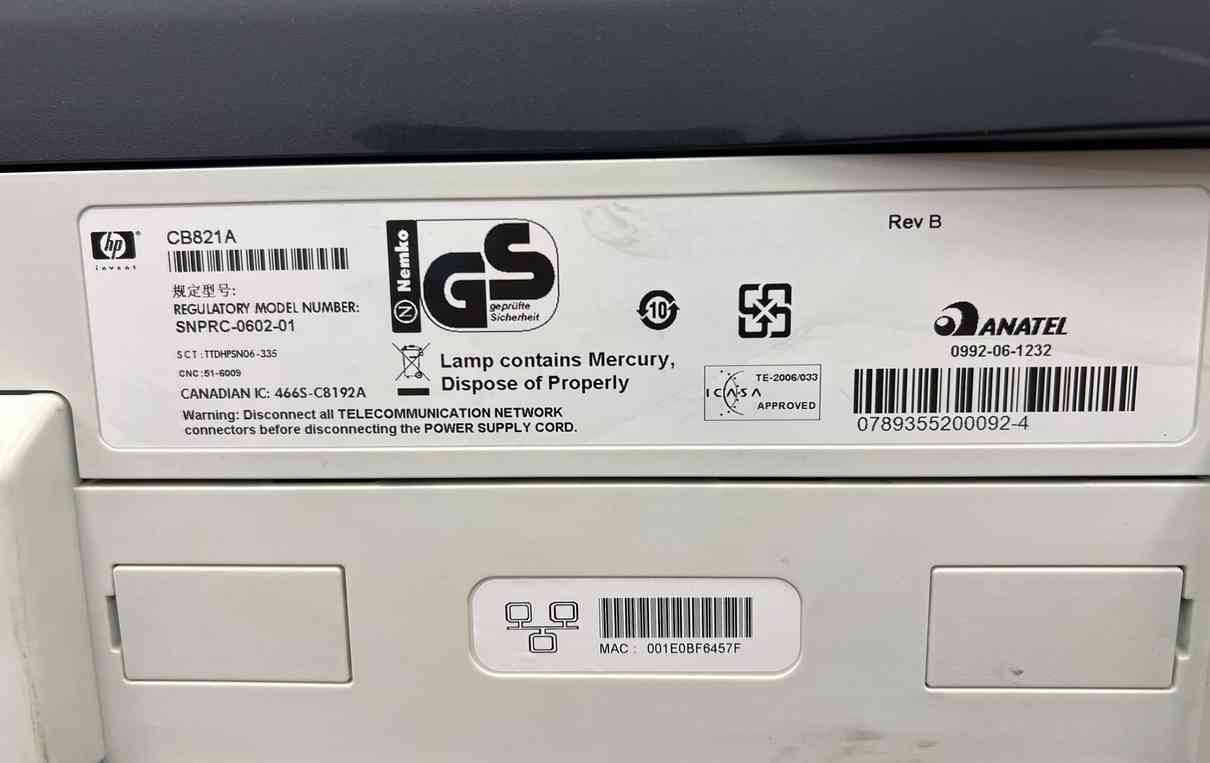 hp
invent
CB821A
规定型号:
REGULATORY MODEL NUMBER:
SNPRC-0602-01
SCT:TTDHPSN06-335
CNC:51-6009
CANADIAN IC: 466S-C8192A
Warning: Disconnect all TELECOMMUNICATION NETWORK
connectors before disconnecting the POWER SUPPLY CORD.
N Nemko
GS
geprüfte
Sicherheit
Lamp contains Mercury,
Dispose of Properly
10
ICASA
TE-2006/033
APPROVED
Rev B
ANATEL
0992-06-1232
0789355200092-4
MAC : 001E0BF6457F